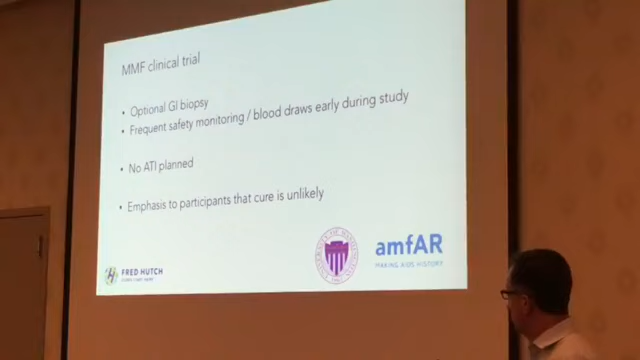 MMF clinical trial
• Optional GI biopsy
• Frequent safety monitoring / blood draws early during study
• No ATI planned
• Emphasis to participants that cure is unlikely
FRED HUTCH
amfAR
MAKING AIDS HISTORY